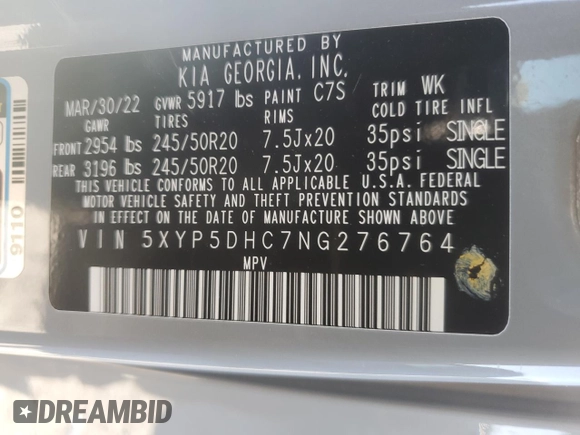 MANUFACTURED BY
KIA GEORGIA, INC.
MAR/30/22 GVWR 5917 lbs PAINT C7S TRIM WK
GAWR TIRES RIMS COLD TIRE INFL
FRONT 2954 lbs 245/50R20 7.5Jx20 35psi SINGLE
REAR 3196 lbs 245/50R20 7.5Jx20 35psi SINGLE
THIS VEHICLE CONFORMS TO ALL APPLICABLE U.S.A. FEDERAL
MOTOR VEHICLE SAFETY AND THEFT PREVENTION STANDARDS
IN EFFECT ON THE DATE OF MANUFACTURE SHOWN ABOVE.
VIN 5XYP5DHC7NG276764
MPV
9110
DREAMBID